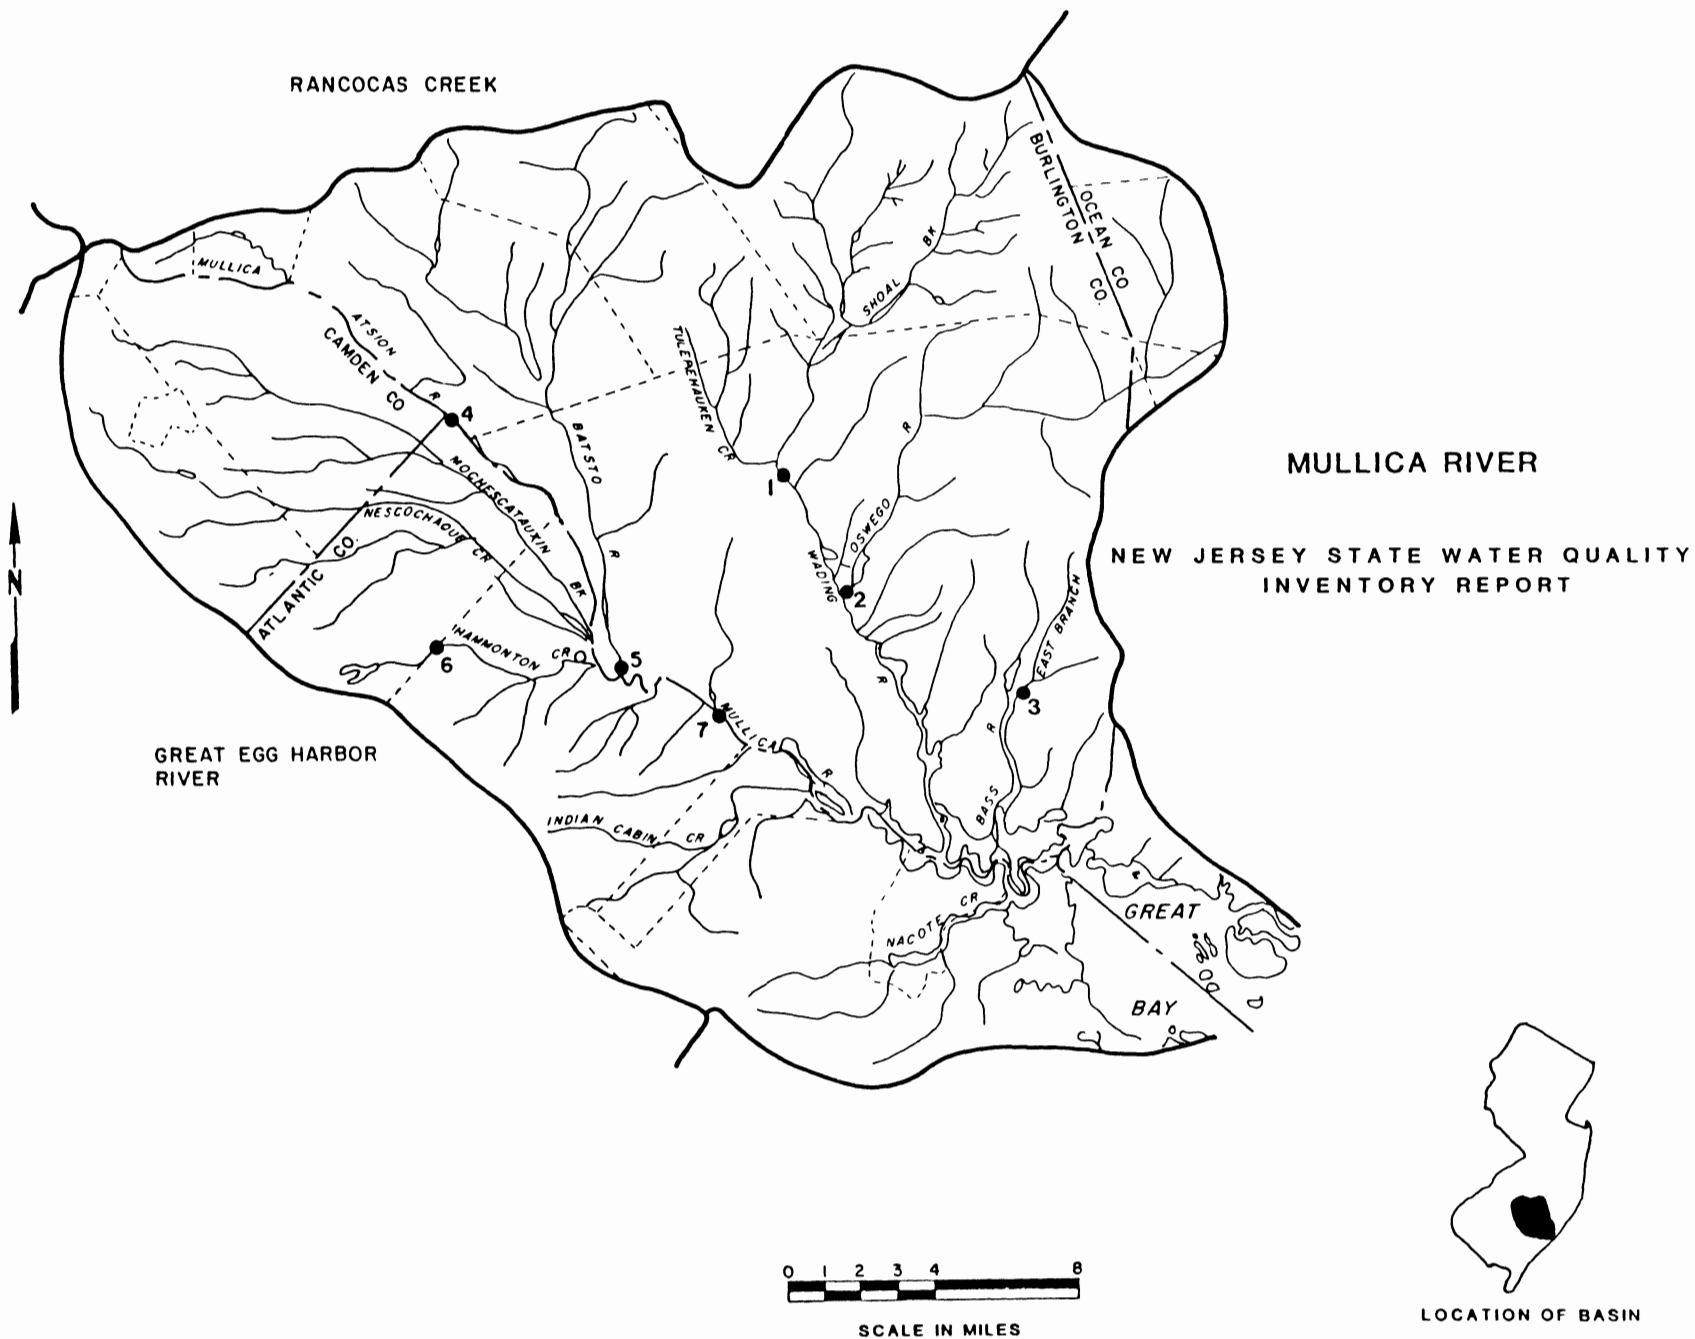 RANCOCAS CREEK
BURLINGTON CO.
OCEAN CO
MULLICA
ATSION R
CAMDEN CO
SHOAL BK
TULEPEHAUKEN CR
4
BATSTO R
MULLICA RIVER
1
MOCHESCATAUXIN BK
NESCOCHAQUE CR
OSWEGO R
NEW JERSEY STATE WATER QUALITY
INVENTORY REPORT
N
ATLANTIC CO.
WADING R
2
EAST BRANCH
HAMMONTON CR
6
5
3
7
MULLICA R
GREAT EGG HARBOR
RIVER
BASS R
INDIAN CABIN CR
NACOTE CR
GREAT
BAY
0 1 2 3 4 8
SCALE IN MILES
LOCATION OF BASIN